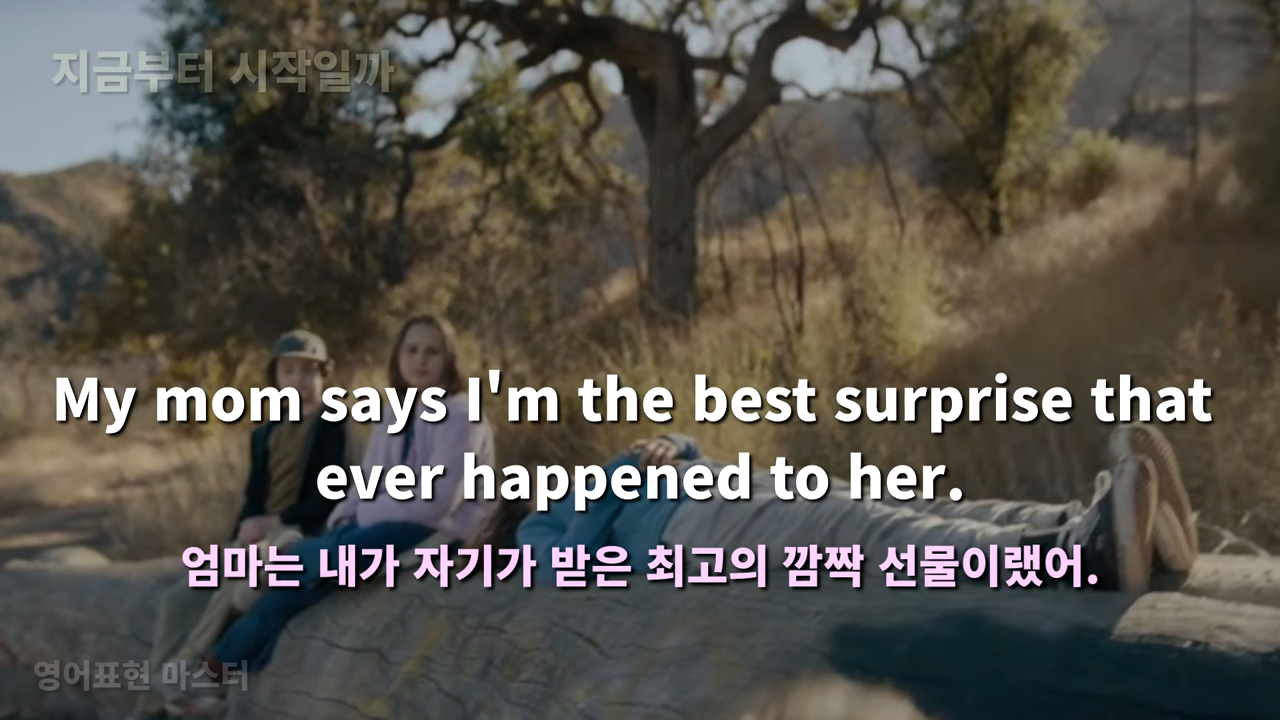 지금부터 시작일까
My mom says I'm the best surprise that
ever happened to her.
엄마는 내가 자기가 받은 최고의 깜짝 선물이랬어.
영어표현 마스터